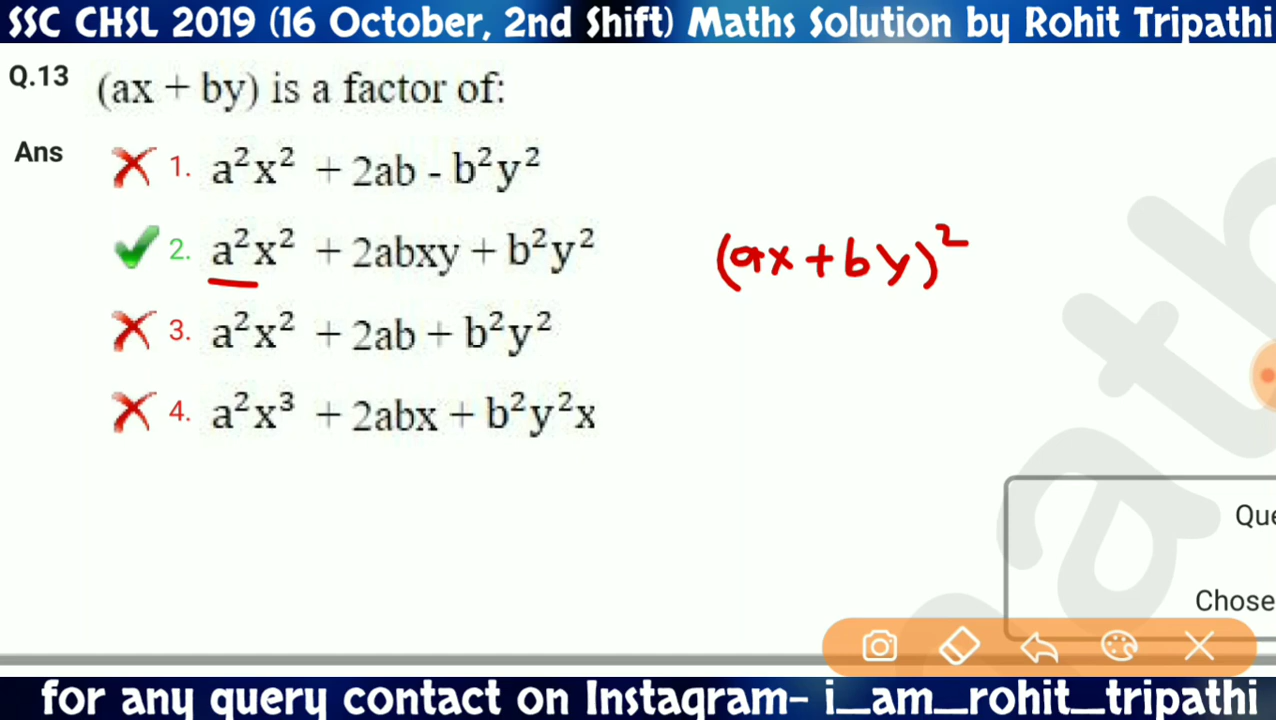 SSC CHSL 2019 (16 October, 2nd Shift) Maths Solution by Rohit Tripathi
Q.13 (ax + by) is a factor of:
Ans
1. a²x² + 2ab - b²y²
2. a²x² + 2abxy + b²y² (ax+by)²
3. a²x² + 2ab + b²y²
4. a²x³ + 2abx + b²y²x
Que
Chose
for any query contact on Instagram- i_am_rohit_tripathi